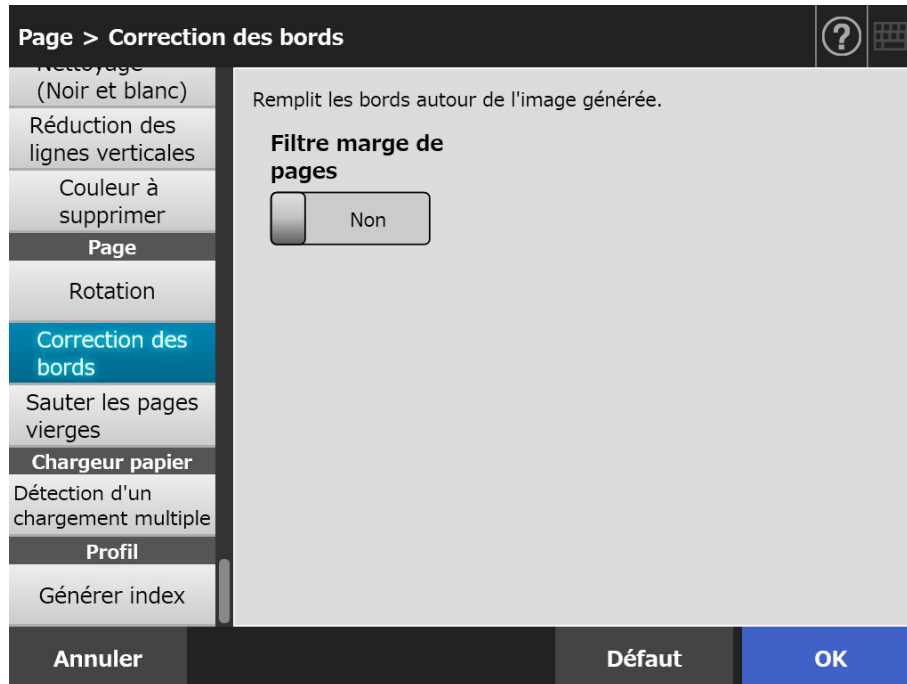 Page > Correction des bords
?
Nettoyage
(Noir et blanc)
Réduction des
lignes verticales
Couleur à
supprimer
Page
Rotation
Correction des
bords
Sauter les pages
vierges
Chargeur papier
Détection d'un
chargement multiple
Profil
Générer index
Remplit les bords autour de l'image générée.
Filtre marge de
pages
Non
Annuler
Défaut
OK